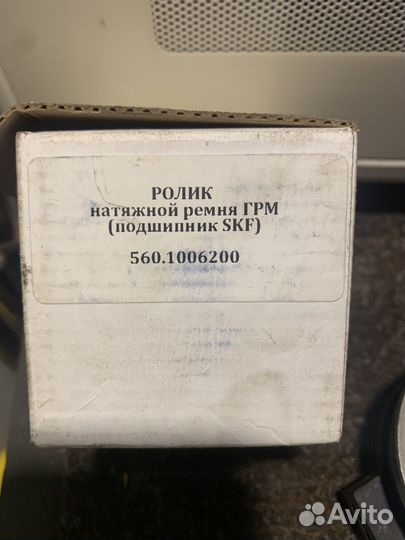 РОЛИК
натяжной ремня ГРМ
(подшипник SKF)
560.1006200
Avito